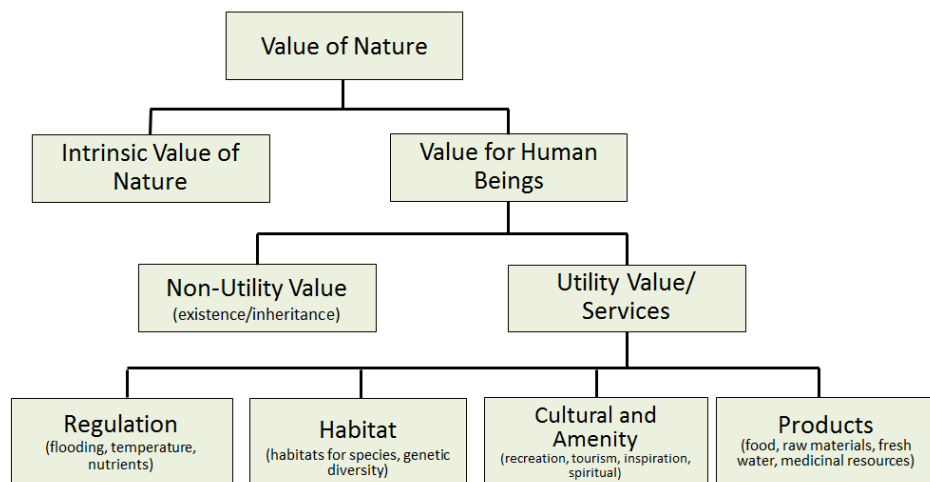 Value of Nature
Intrinsic Value of
Nature
Value for Human
Beings
Non-Utility Value
(existence/inheritance)
Utility Value/
Services
Regulation
(flooding, temperature,
nutrients)
Habitat
(habitats for species, genetic
diversity)
Cultural and
Amenity
(recreation, tourism, inspiration,
spiritual)
Products
(food, raw materials, fresh
water, medicinal resources)